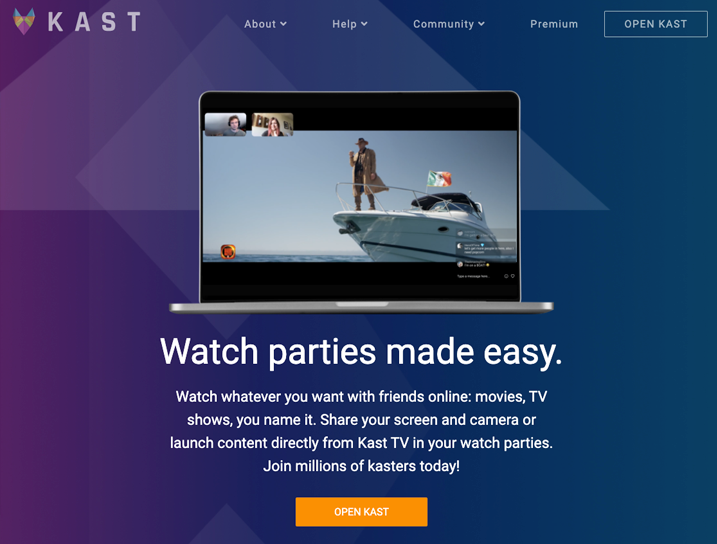 KAST
About
Help
Community
Premium
OPEN KAST
Type a message here...
Watch parties made easy.
Watch whatever you want with friends online: movies, TV
shows, you name it. Share your screen and camera or
launch content directly from Kast TV in your watch parties.
Join millions of kasters today!
OPEN KAST